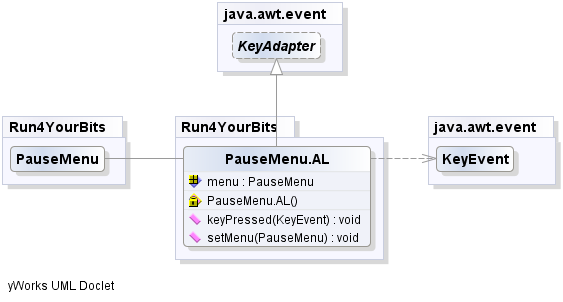 java.awt.event
KeyAdapter
Run4YourBits
PauseMenu
Run4YourBits
PauseMenu.AL
menu : PauseMenu
PauseMenu.AL()
keyPressed(KeyEvent) : void
setMenu(PauseMenu) : void
java.awt.event
KeyEvent
yWorks UML Doclet